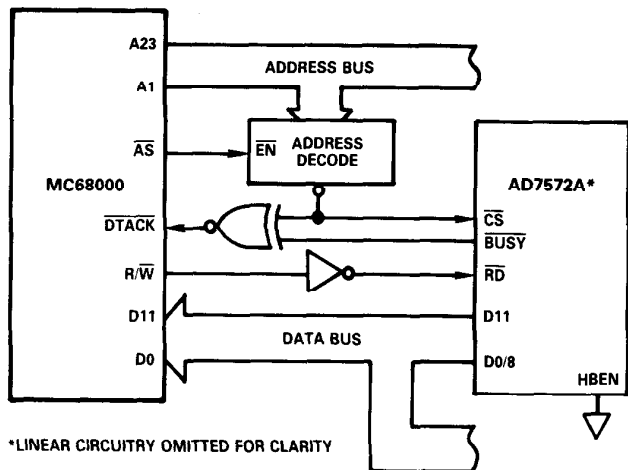 A23
ADDRESS BUS
A1
AS
EN
ADDRESS
DECODE
MC68000
AD7572A*
DTACK
CS
BUSY
R/W
RD
D11
D11
DATA BUS
D0
D0/8
HBEN
*LINEAR CIRCUITRY OMITTED FOR CLARITY